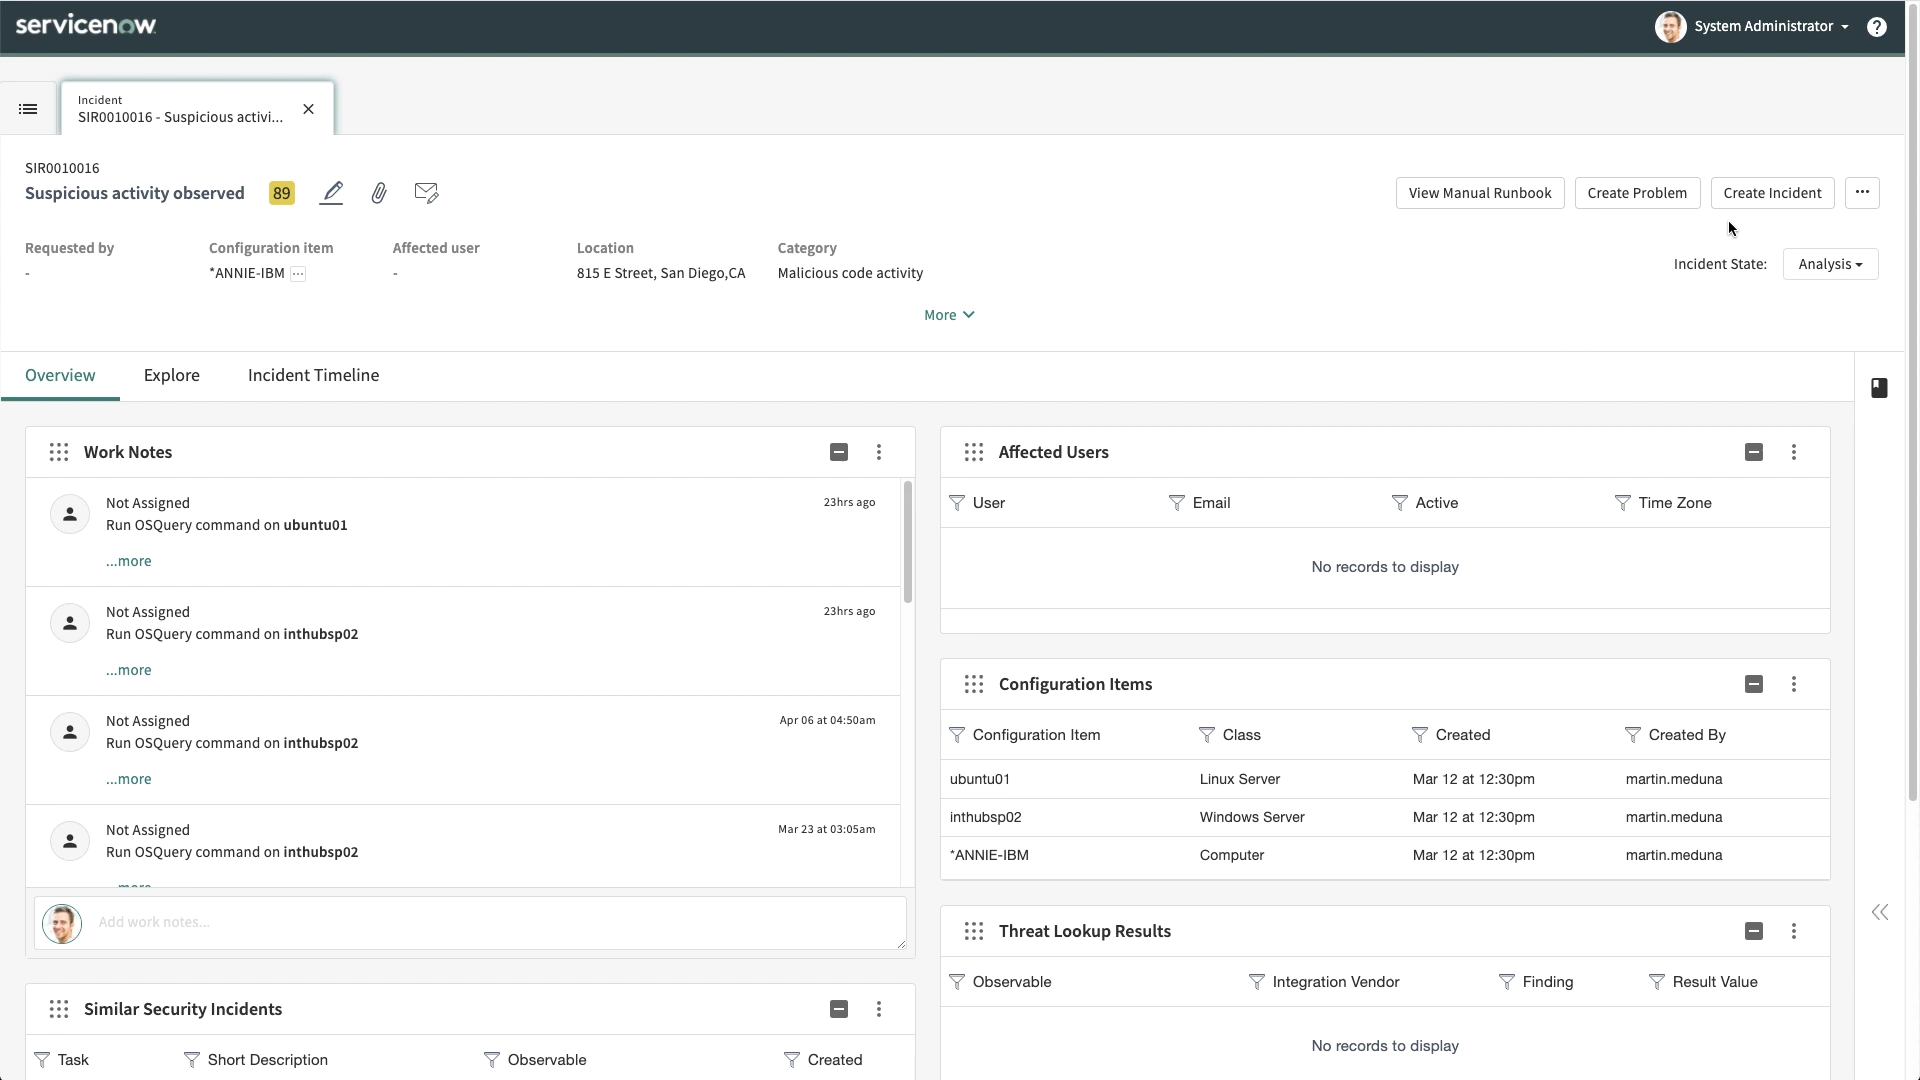 servicenow
System Administrator
Incident
SIR0010016 - Suspicious activi...
SIR0010016
Suspicious activity observed
89
View Manual Runbook
Create Problem
Create Incident
Requested by
-
Configuration item
*ANNIE-IBM
Affected user
-
Location
815 E Street, San Diego,CA
Category
Malicious code activity
Incident State:
Analysis
More
Overview
Explore
Incident Timeline
Work Notes
Not Assigned
23hrs ago
Run OSQuery command on ubuntu01
...more
Not Assigned
23hrs ago
Run OSQuery command on inthubsp02
...more
Not Assigned
Apr 06 at 04:50am
Run OSQuery command on inthubsp02
...more
Not Assigned
Mar 23 at 03:05am
Run OSQuery command on inthubsp02
...more
Add work notes...
Similar Security Incidents
Task Short Description Observable Created
Affected Users
User Email Active Time Zone
No records to display
Configuration Items
Configuration Item Class Created Created By
ubuntu01 Linux Server Mar 12 at 12:30pm martin.meduna
inthubsp02 Windows Server Mar 12 at 12:30pm martin.meduna
*ANNIE-IBM Computer Mar 12 at 12:30pm martin.meduna
Threat Lookup Results
Observable Integration Vendor Finding Result Value
No records to display